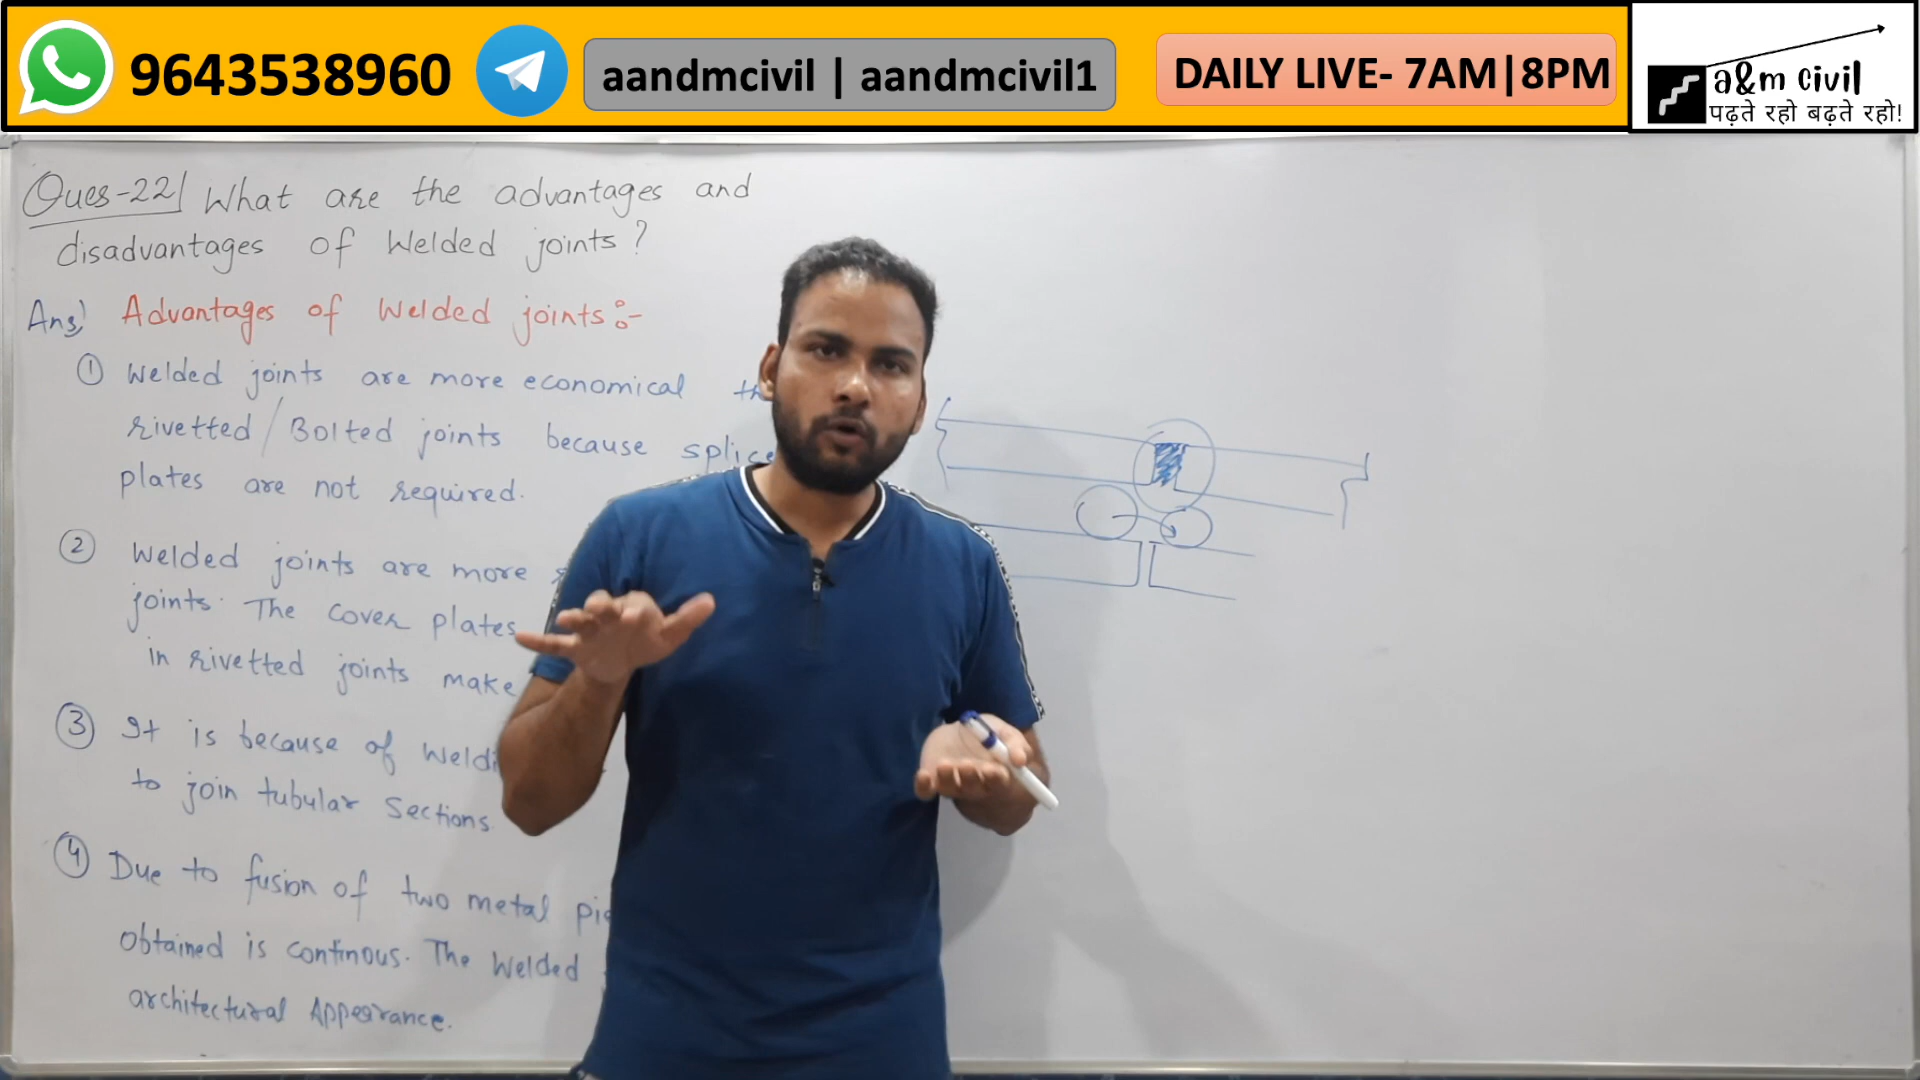 9643538960
aandmcivil | aandmcivil1
DAILY LIVE- 7AM|8PM
a&m civil
पढ़ते रहो बढ़ते रहो!
Ques-22| What are the advantages and
disadvantages of Welded joints?
Ans) Advantages of Welded joints:-
① Welded joints are more economical
rivetted/Bolted joints because splice
plates are not required.
② Welded joints are more
joints. The cover plates
in rivetted joints make
③ It is because of
to join tubular sections
④ Due to fusion of two metal
obtained is continous. The Welded
architectural Appearance.